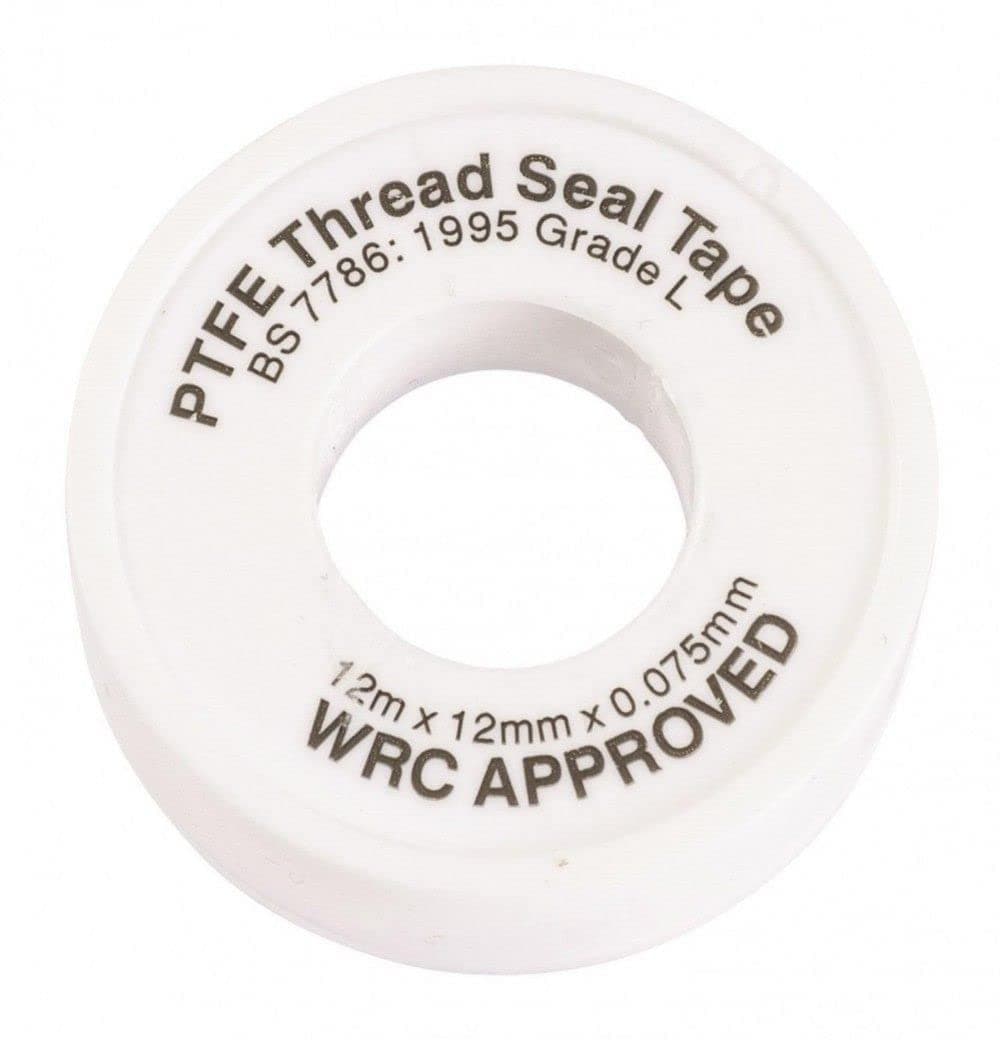 PTFE Thread Seal Tape
BS 7786: 1995 Grade L
12m x 12mm x 0.075mm
WRC APPROVED